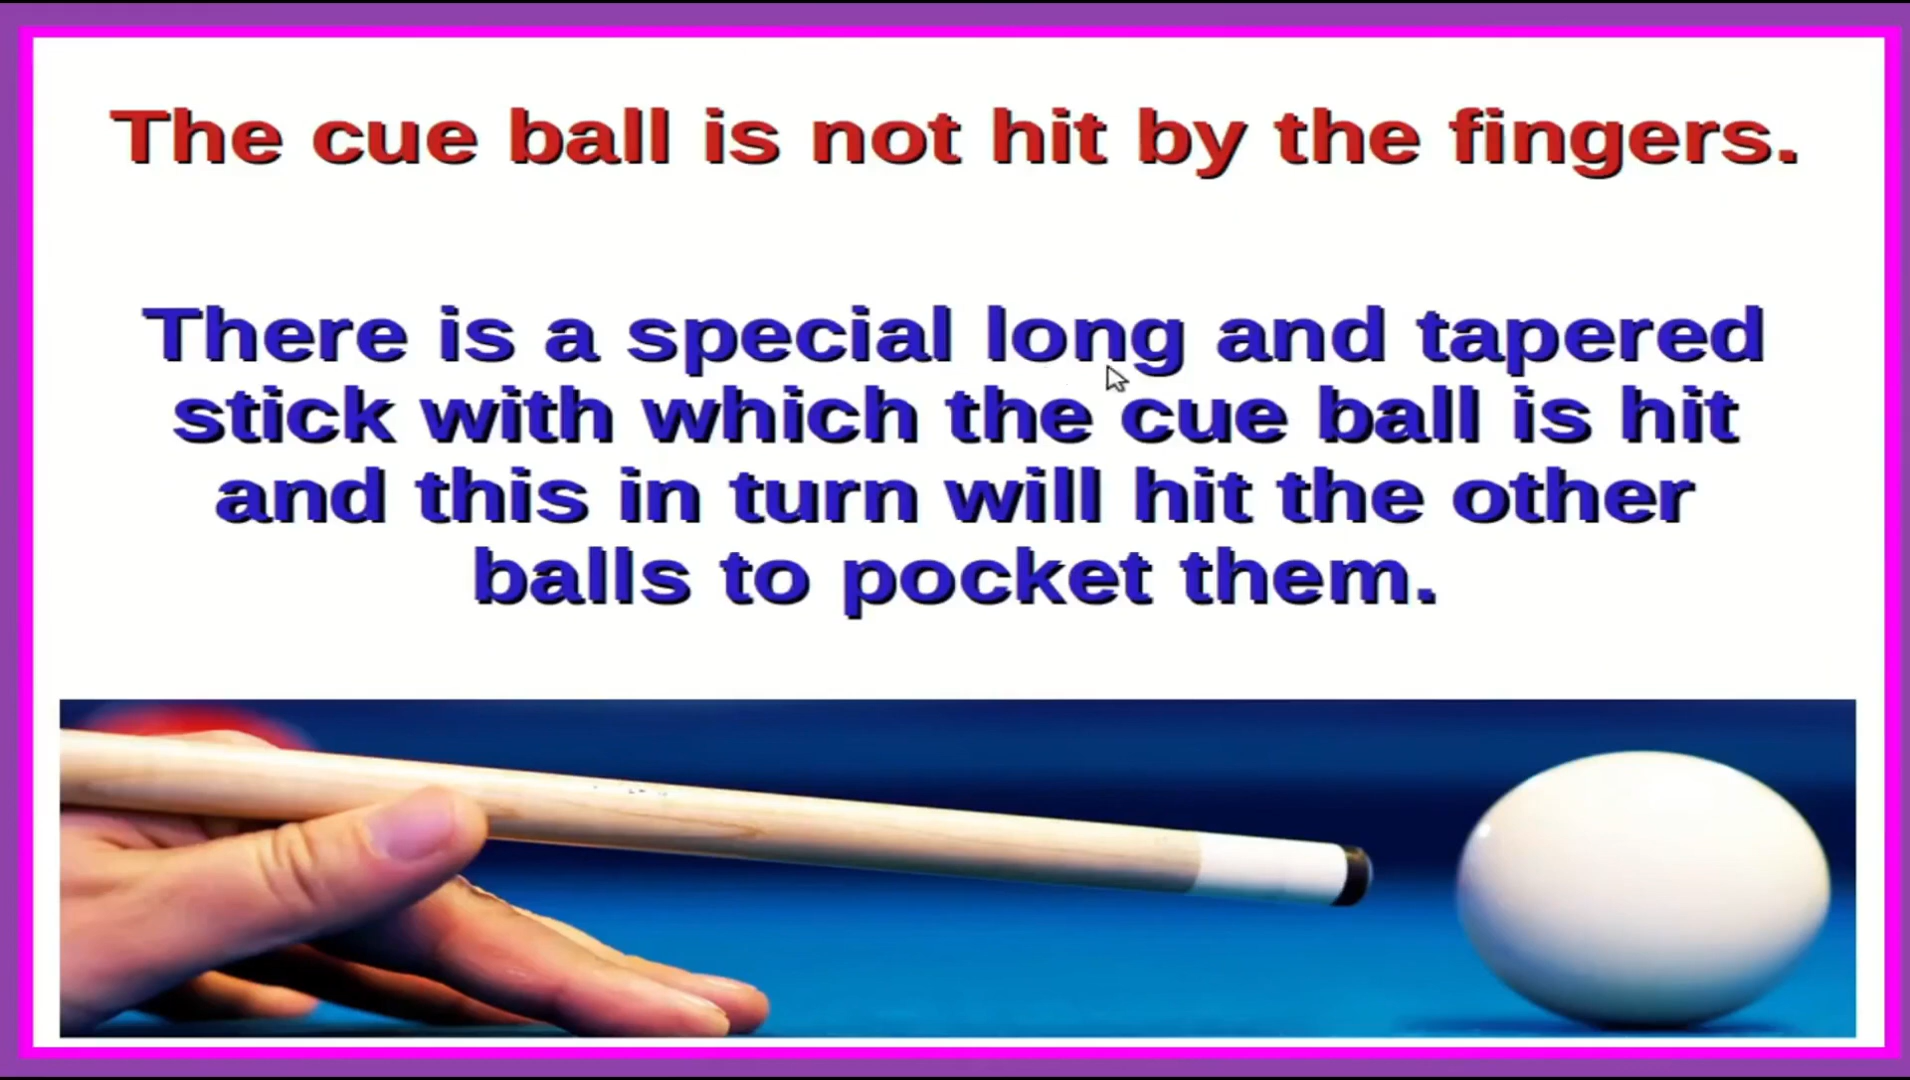 The cue ball is not hit by the fingers.
There is a special long and tapered
stick with which the cue ball is hit
and this in turn will hit the other
balls to pocket them.